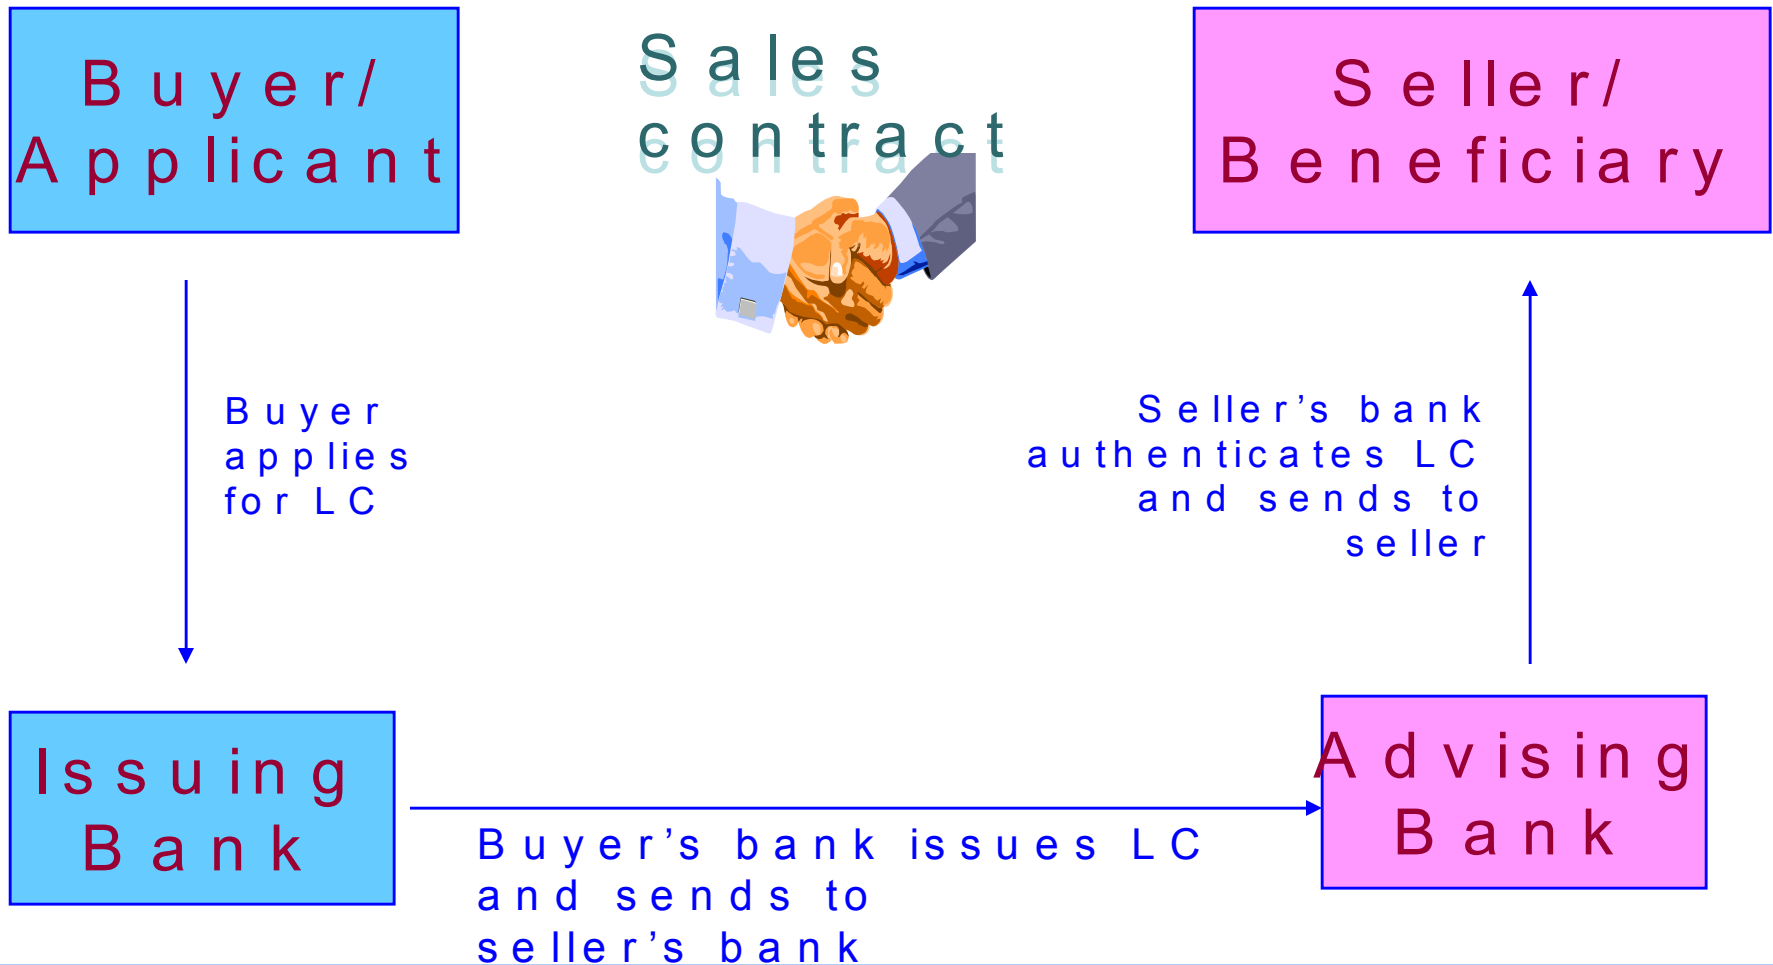 Buyer/
Applicant
Sales
contract
Seller/
Beneficiary
Buyer
applies
for LC
Seller’s bank
authenticates LC
and sends to
seller
Issuing
Bank
Buyer’s bank issues LC
and sends to
seller’s bank
Advising
Bank